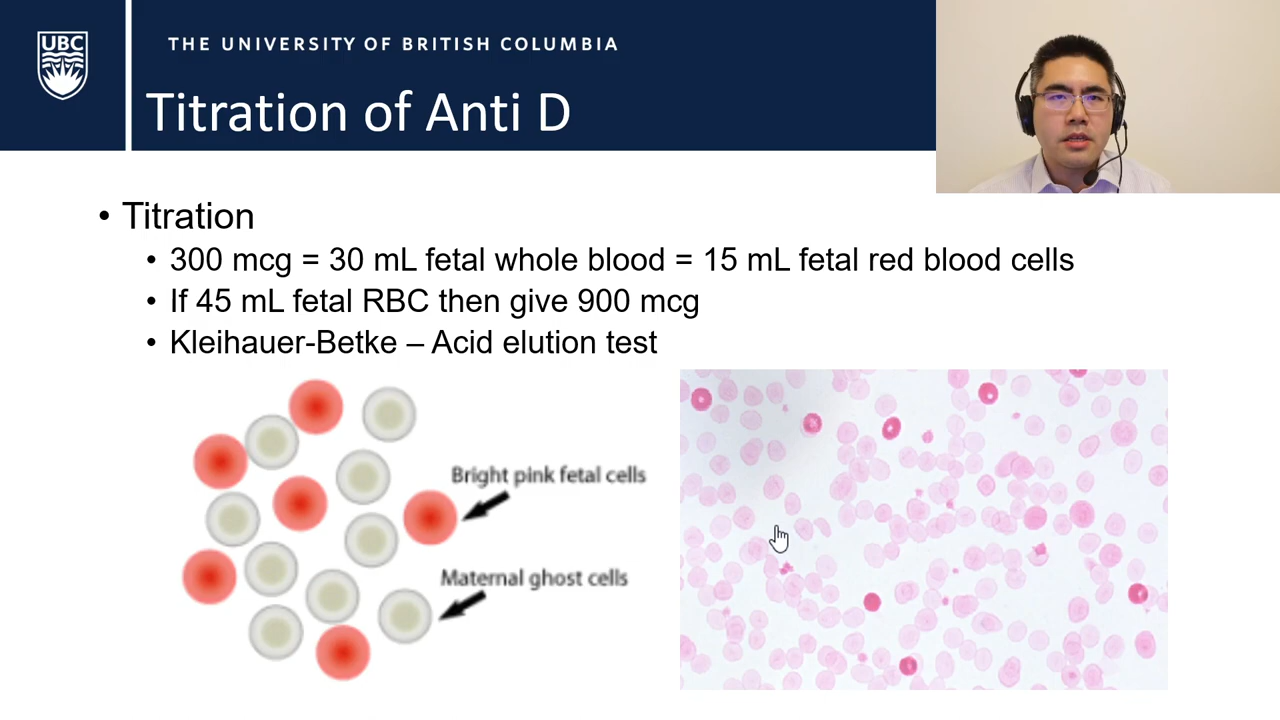 UBC
THE UNIVERSITY OF BRITISH COLUMBIA
Titration of Anti D
• Titration
• 300 mcg = 30 mL fetal whole blood = 15 mL fetal red blood cells
• If 45 mL fetal RBC then give 900 mcg
• Kleihauer-Betke – Acid elution test
Bright pink fetal cells
Maternal ghost cells